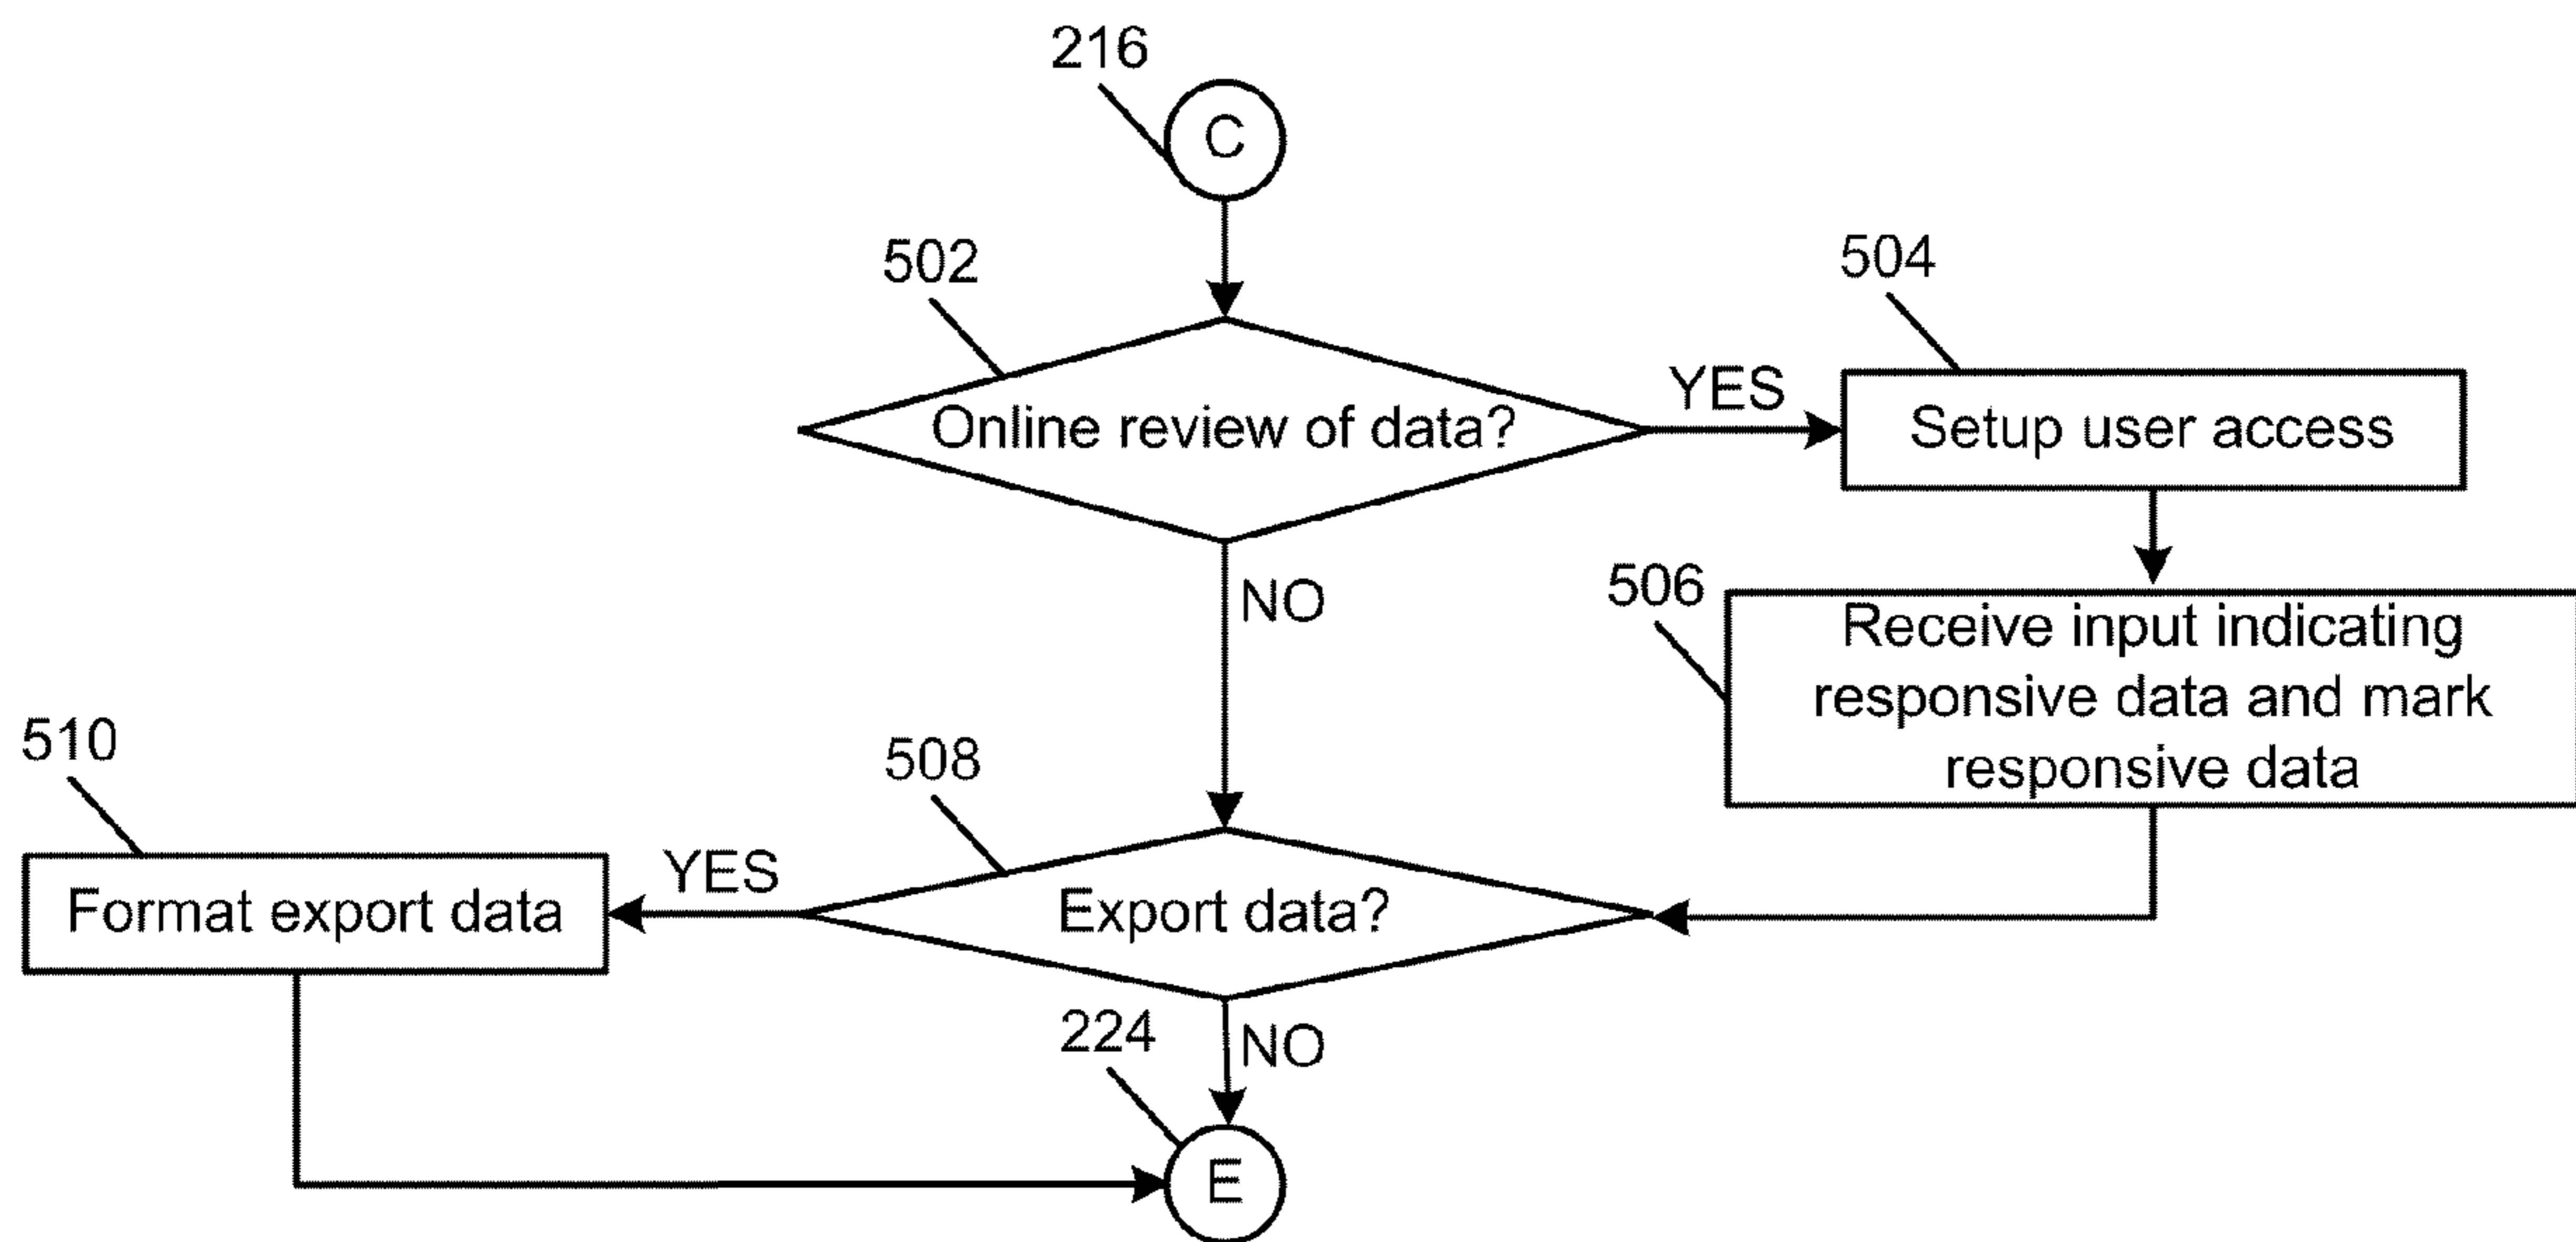 216
C
502
504
YES
Online review of data?
Setup user access
NO
506
Receive input indicating
responsive data and mark
responsive data
510
508
YES
Format export data
Export data?
224
NO
E